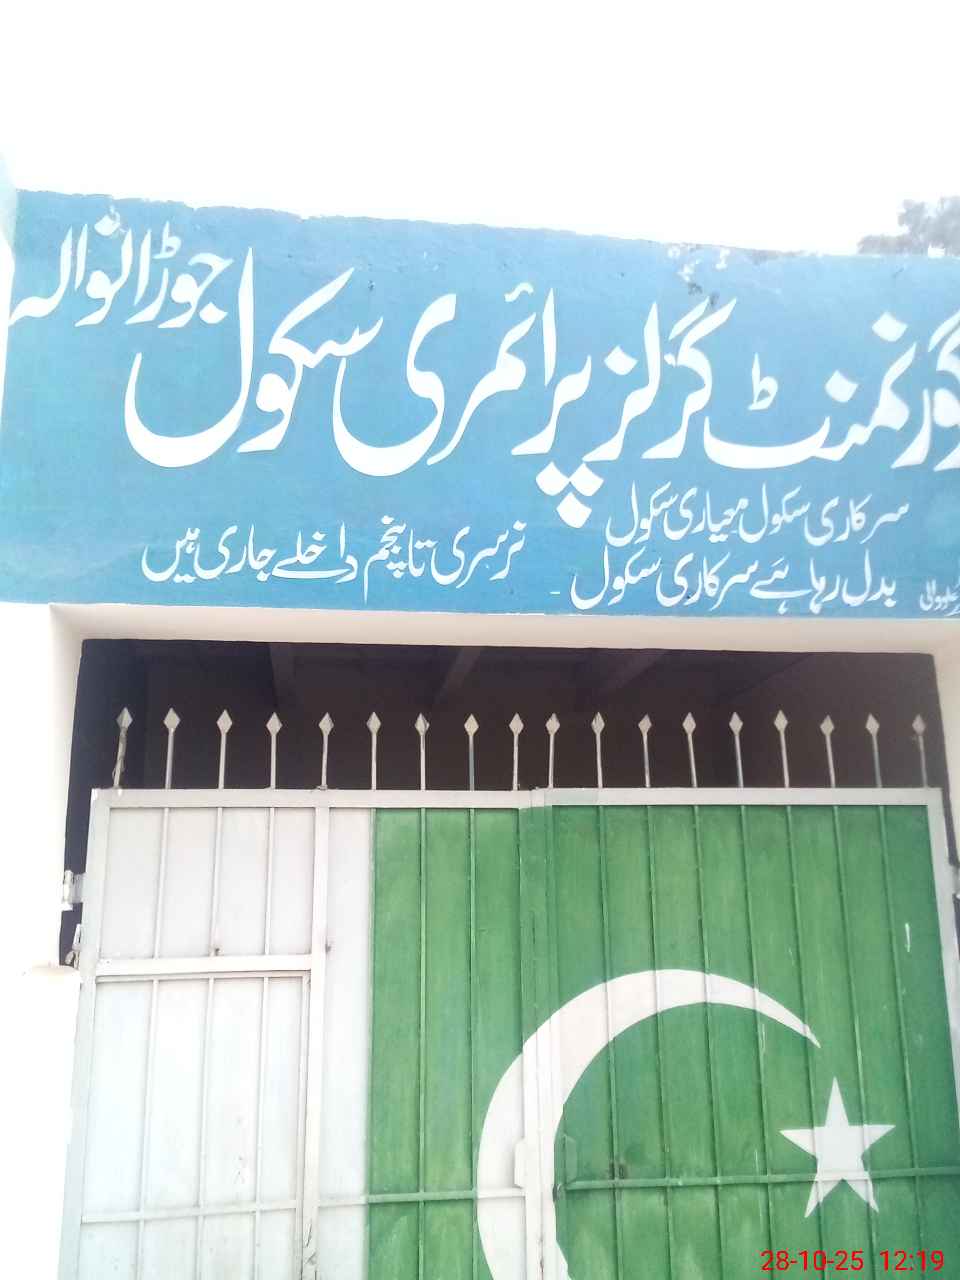 گورنمنٹ گرلز پرائمری سکول جوڑانوالہ
سرکاری سکول معیاری سکول
بدل رہا ہے سرکاری سکول - نرسری تا پنجم داخلے جاری ہیں
28-10-25 12:19